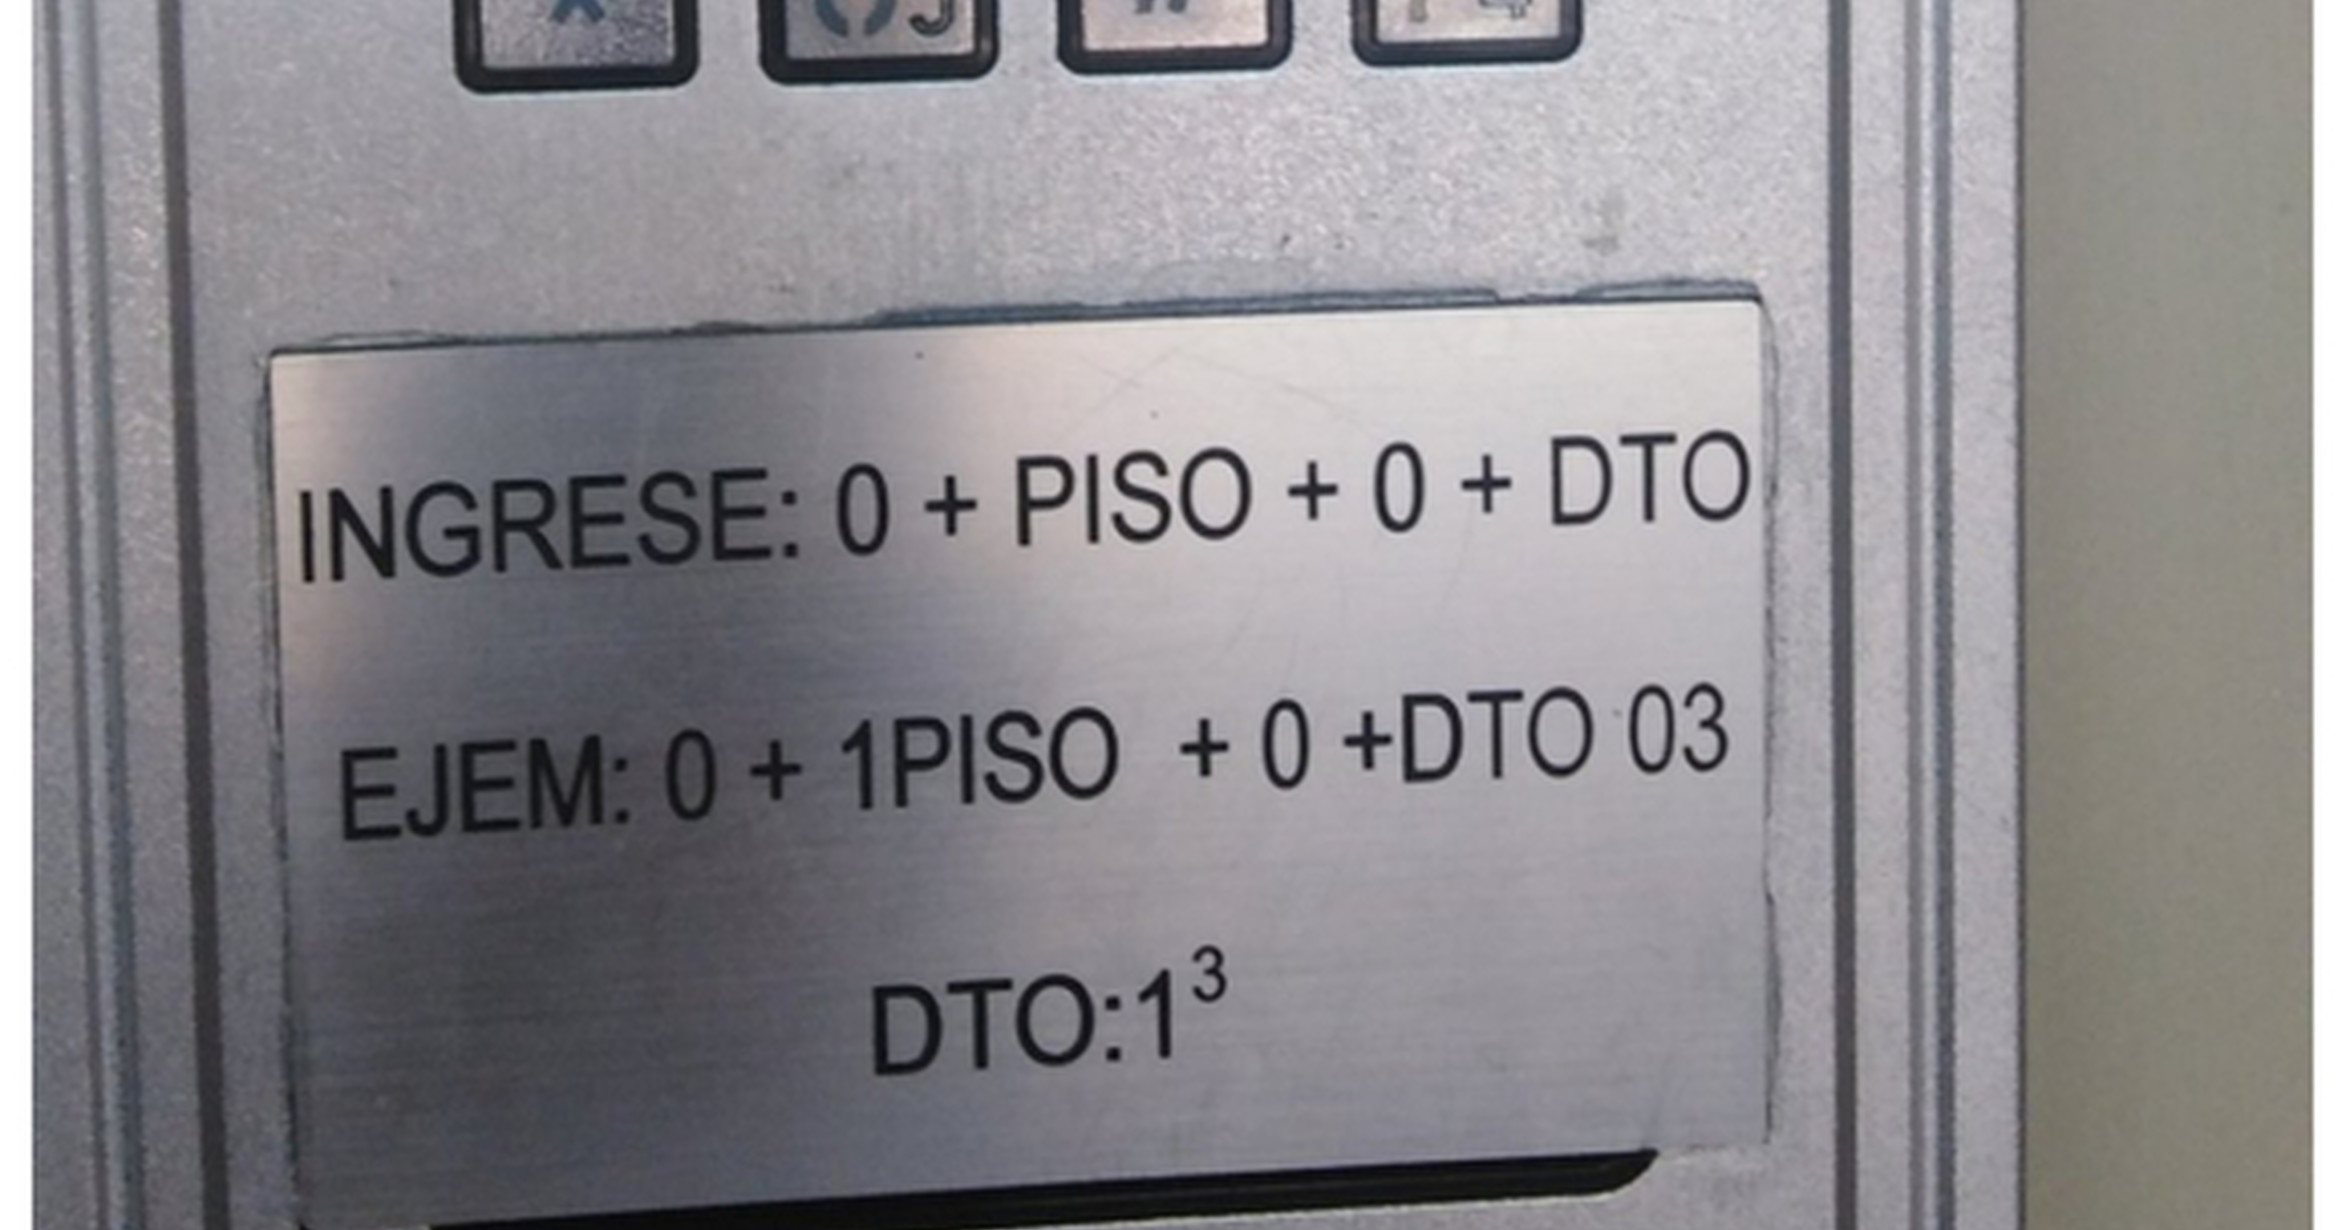 INGRESE: 0 + PISO + 0 + DTO
EJEM: 0 + 1PISO + 0 +DTO 03
DTO:1³